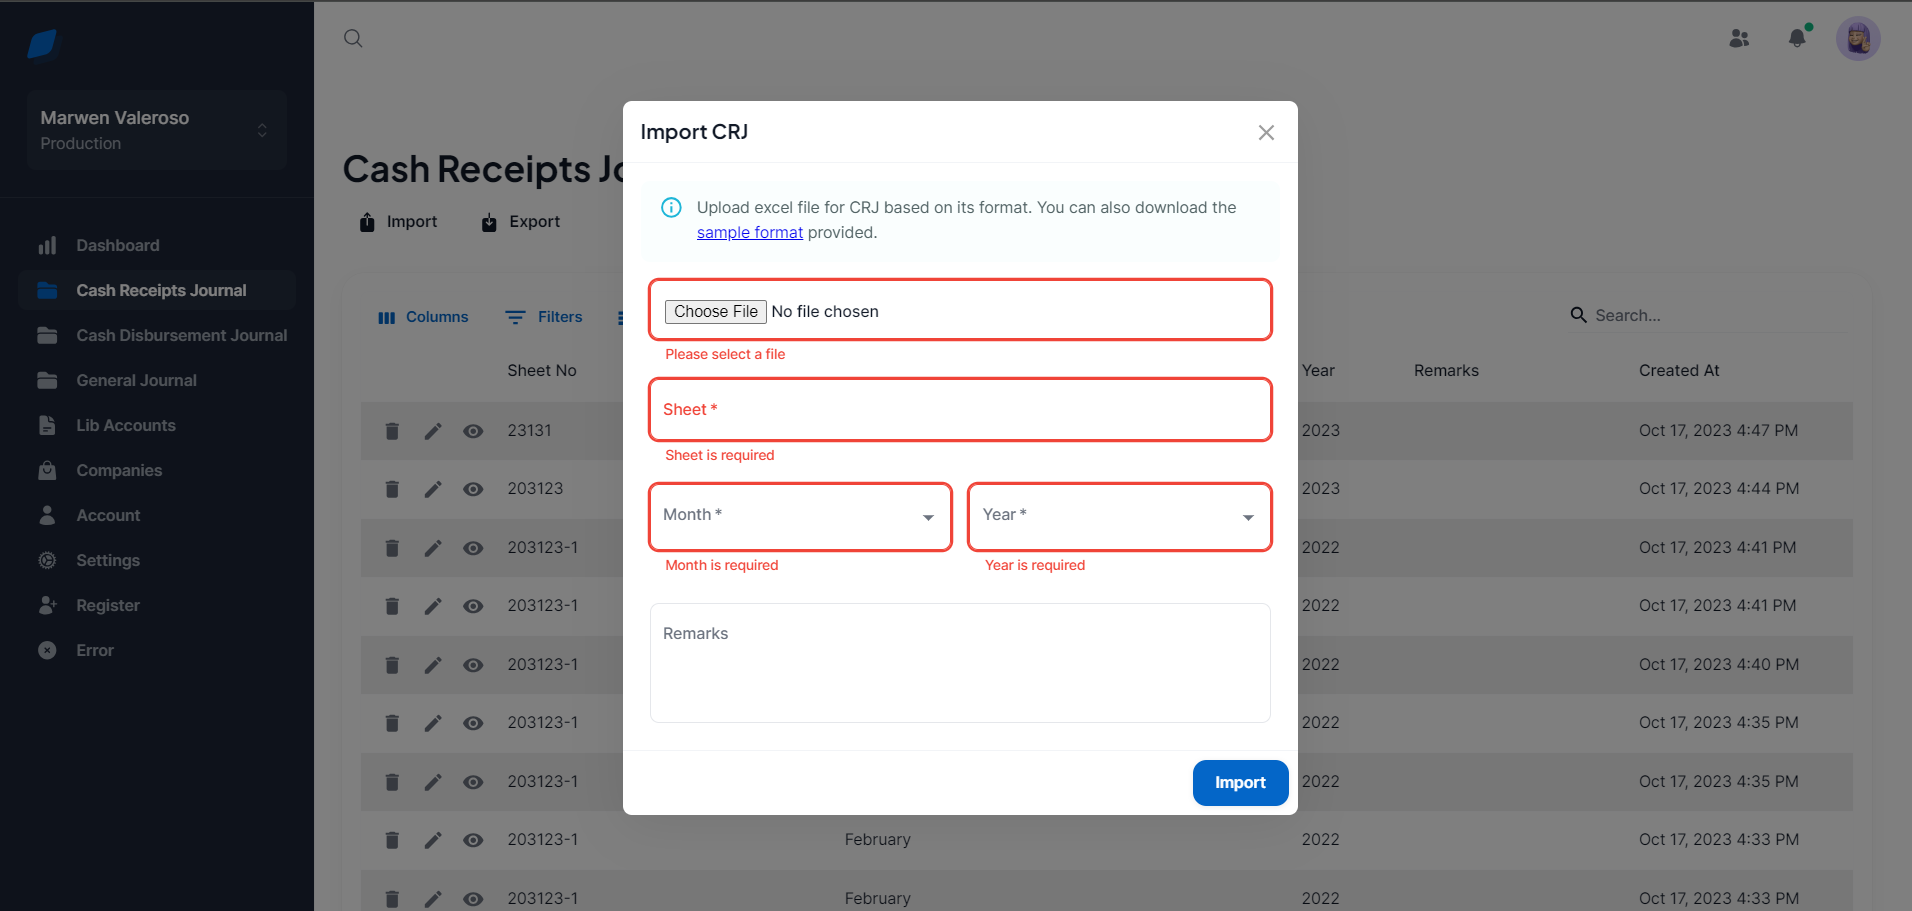 Marwen Valeroso
Production
Dashboard
Cash Receipts Journal
Cash Disbursement Journal
General Journal
Lib Accounts
Companies
Account
Settings
Register
Error
Cash Receipts Jo
Import
Export
Columns
Filters
Search...
Sheet No
Year
Remarks
Created At
23131
2023
Oct 17, 2023 4:47 PM
203123
2023
Oct 17, 2023 4:44 PM
203123-1
2022
Oct 17, 2023 4:41 PM
203123-1
2022
Oct 17, 2023 4:41 PM
203123-1
2022
Oct 17, 2023 4:40 PM
203123-1
2022
Oct 17, 2023 4:35 PM
203123-1
2022
Oct 17, 2023 4:35 PM
203123-1
February
2022
Oct 17, 2023 4:33 PM
203123-1
February
2022
Oct 17, 2023 4:33 PM
Import CRJ
Upload excel file for CRJ based on its format. You can also download the
sample format provided.
Choose File No file chosen
Please select a file
Sheet *
Sheet is required
Month *
Year *
Month is required
Year is required
Remarks
Import